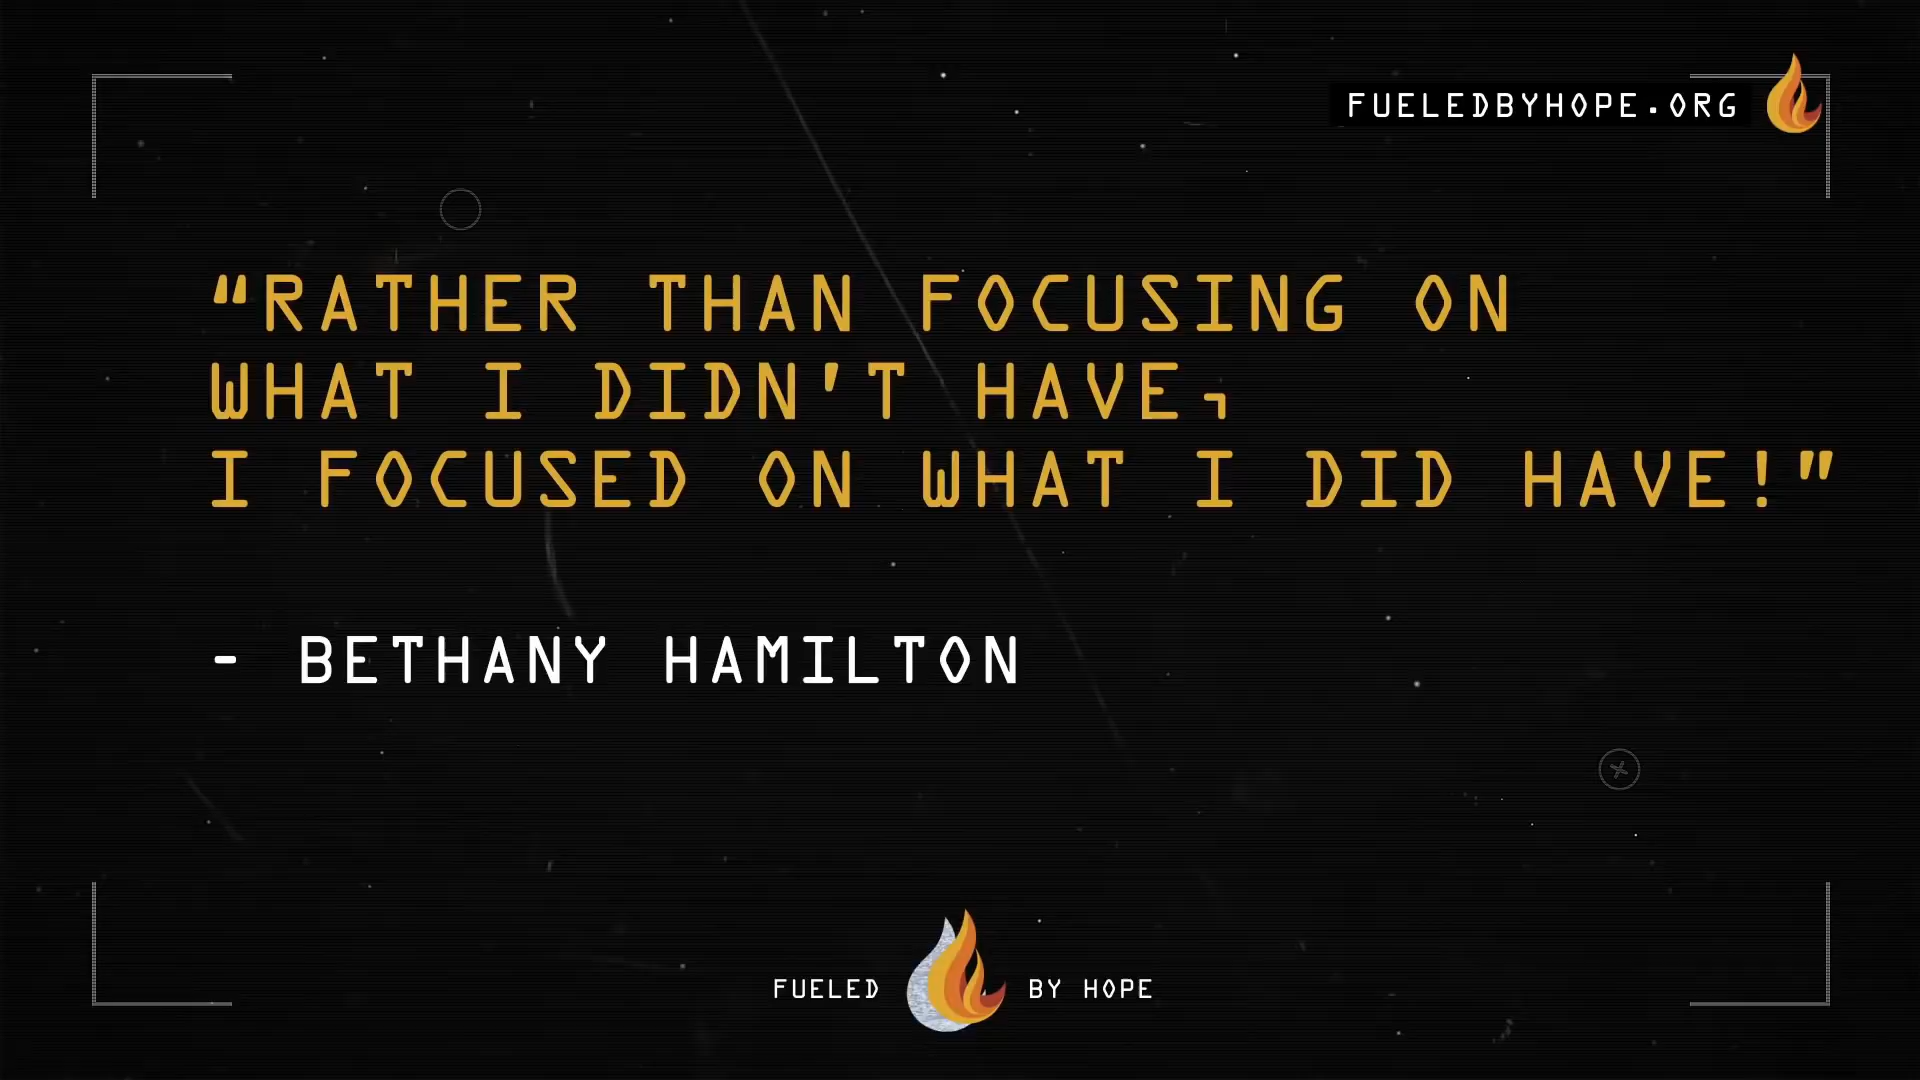 FUELEDBYHOPE.ORG
“RATHER THAN FOCUSING ON
WHAT I DIDN'T HAVE,
I FOCUSED ON WHAT I DID HAVE!”
- BETHANY HAMILTON
FUELED BY HOPE